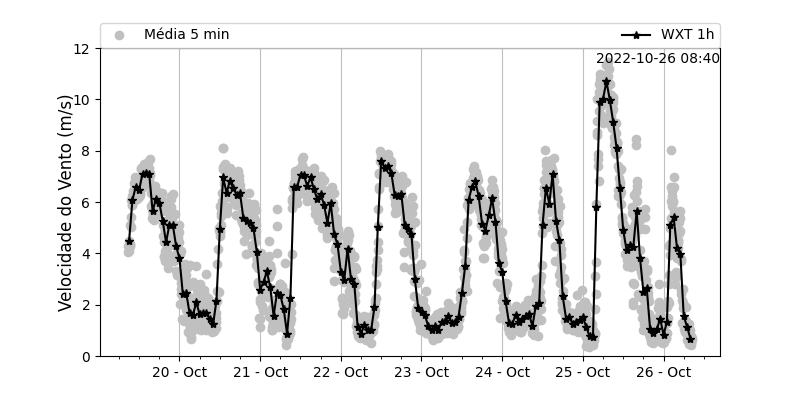 Média 5 min
WXT 1h
2022-10-26 08:40
Velocidade do Vento (m/s)
12
10
8
6
4
2
0
20 - Oct
21 - Oct
22 - Oct
23 - Oct
24 - Oct
25 - Oct
26 - Oct